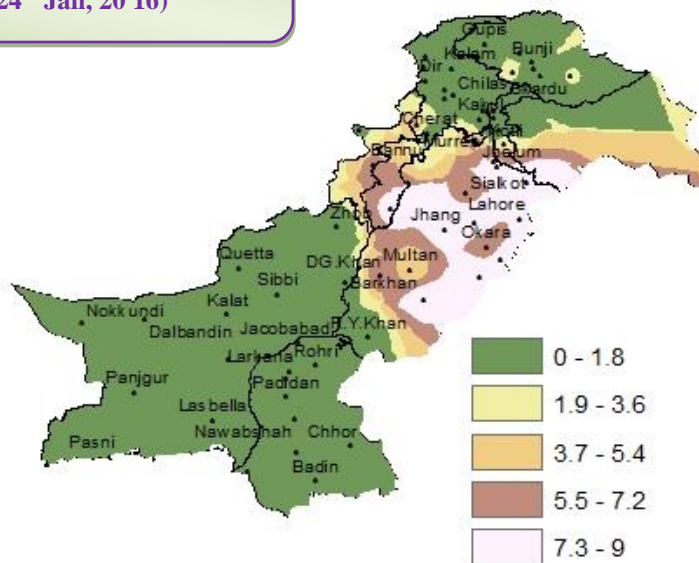 Jan, 2016)
Gupis
Kalam
Bunji
Dir
Chilas
Skardu
Kakul
Cherat
Kotli
Murree
Bannu
Jhelum
Sialkot
Zhob
Jhang
Lahore
Okara
Quetta
DG.Khan
Multan
Sibbi
Barkhan
Kalat
Nokkundi
Dalbandin
Jacobabad
R.Y.Khan
Larkana
Rohri
Panjgur
Padidan
Lasbella
Nawabshah
Chhor
Pasni
Badin
0 - 1.8
1.9 - 3.6
3.7 - 5.4
5.5 - 7.2
7.3 - 9